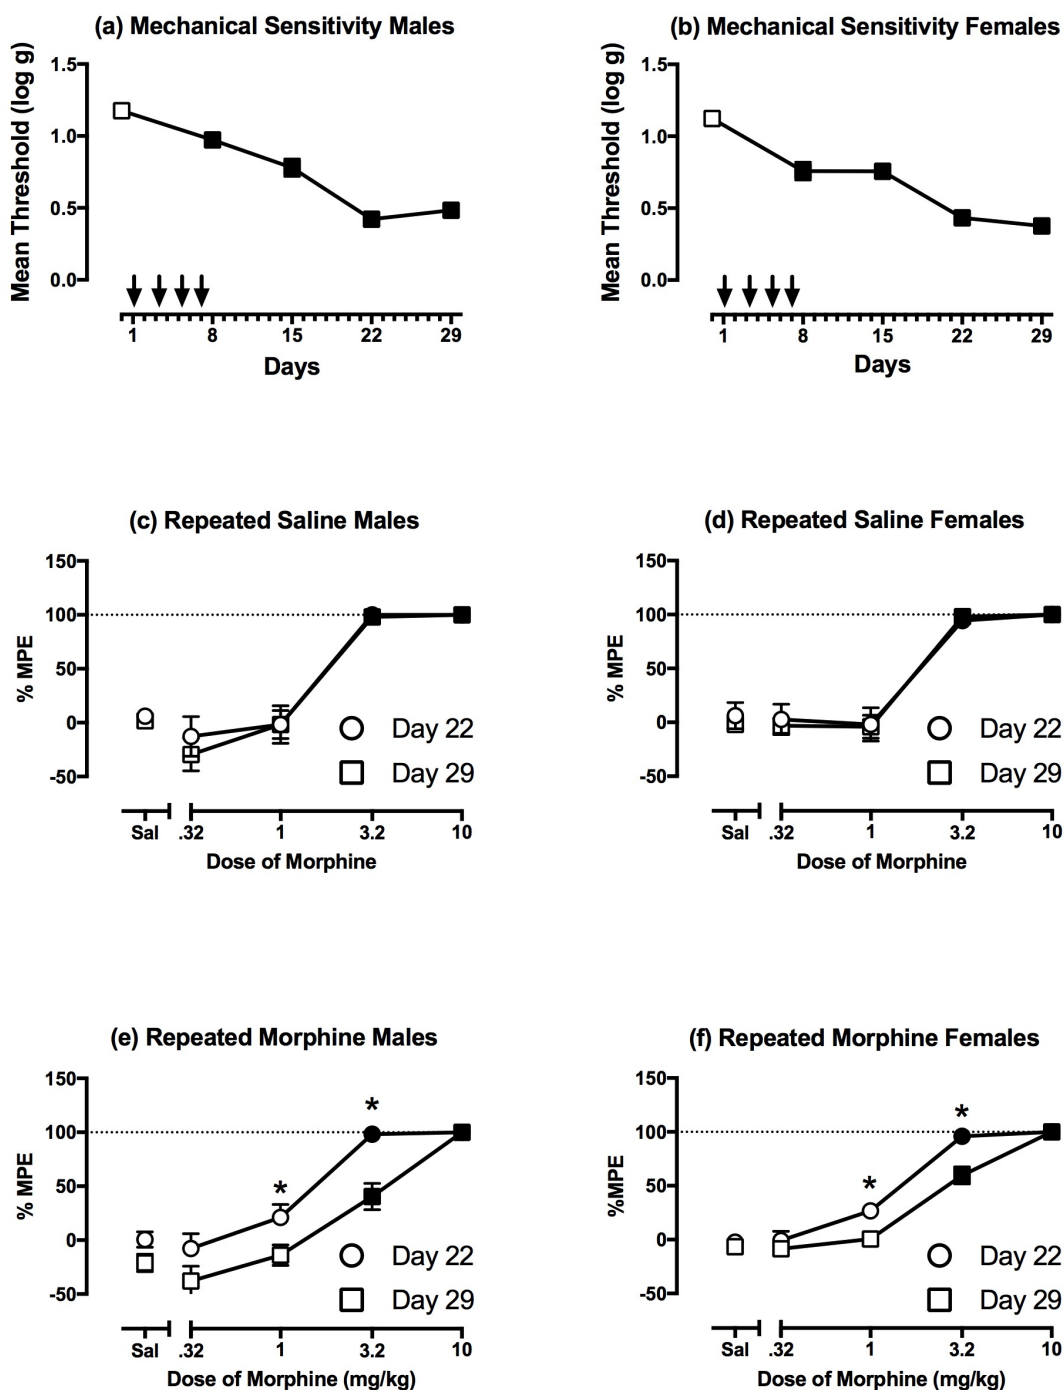 (a) Mechanical Sensitivity Males
Mean Threshold (log g)
1.5
1.0
0.5
0.0
1 8 15 22 29
Days
(b) Mechanical Sensitivity Females
Mean Threshold (log g)
1.5
1.0
0.5
0.0
1 8 15 22 29
Days
(c) Repeated Saline Males
% MPE
150
100
50
0
-50
Day 22
Day 29
Sal .32 1 3.2 10
Dose of Morphine
(d) Repeated Saline Females
% MPE
150
100
50
0
-50
Day 22
Day 29
Sal .32 1 3.2 10
Dose of Morphine
(e) Repeated Morphine Males
% MPE
150
100
50
0
-50
*
*
Day 22
Day 29
Sal .32 1 3.2 10
Dose of Morphine (mg/kg)
(f) Repeated Morphine Females
%MPE
150
100
50
0
-50
*
*
Day 22
Day 29
Sal .32 1 3.2 10
Dose of Morphine (mg/kg)